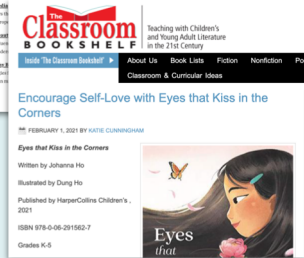 The
Classroom
BOOKSHELF
Teaching with Children's
and Young Adult Literature
in the 21st Century
Inside 'The Classroom Bookshelf' ▶ About Us Book Lists Fiction Nonfiction
Classroom & Curricular Ideas
Encourage Self-Love with Eyes that Kiss in the
Corners
FEBRUARY 1, 2021 BY KATIE CUNNINGHAM
Eyes that Kiss in the Corners
Written by Johanna Ho
Illustrated by Dung Ho
Published by HarperCollins Children's ,
2021
ISBN 978-0-06-291562-7
Grades K-5
Eyes
that